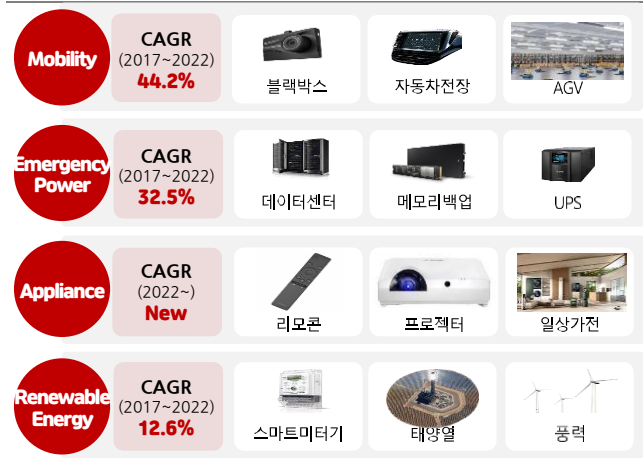 Mobility
CAGR
(2017~2022)
44.2%
블랙박스
자동차전장
AGV
Emergency
Power
CAGR
(2017~2022)
32.5%
데이터센터
메모리백업
UPS
Appliance
CAGR
(2022~)
New
리모콘
프로젝터
일상가전
Renewable
Energy
CAGR
(2017~2022)
12.6%
스마트미터기
태양열
풍력